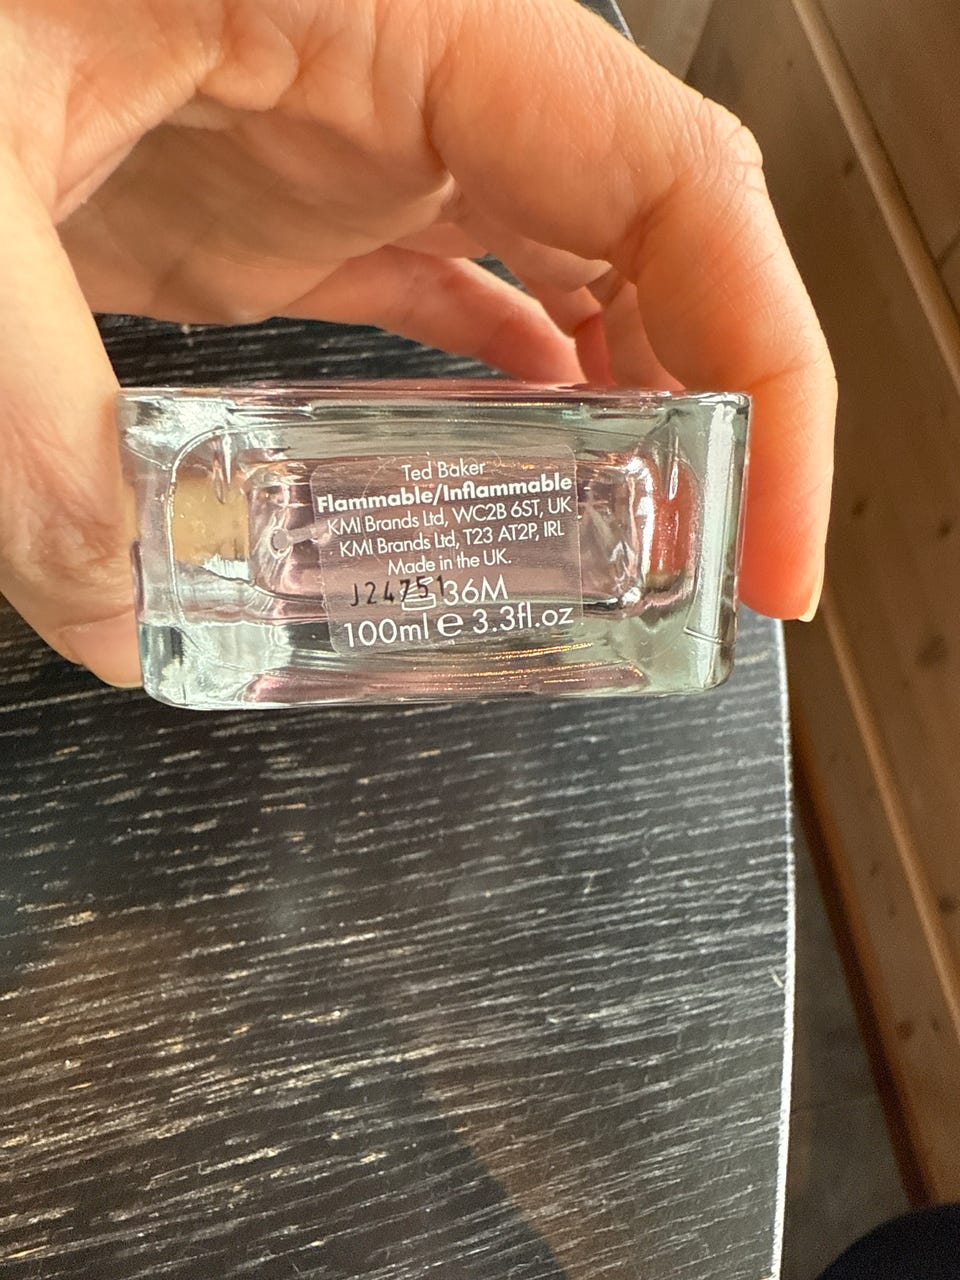 Ted Baker
Flammable/Inflammable
KMI Brands Ltd, WC2B 6ST, UK
KMI Brands Ltd, T23 AT2P, IRL
Made in the UK.
J24751 36M
100ml e 3.3fl.oz